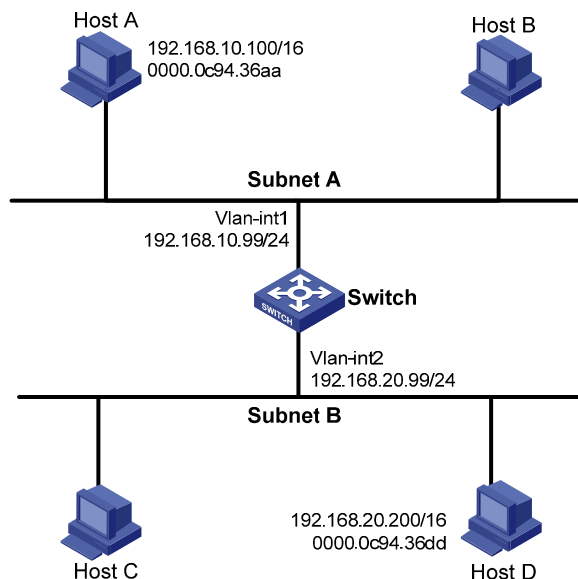 Host A
192.168.10.100/16
0000.0c94.36aa
Host B
Subnet A
Vlan-int1
192.168.10.99/24
Switch
SWITCH
Vlan-int2
192.168.20.99/24
Subnet B
192.168.20.200/16
0000.0c94.36dd
Host C
Host D